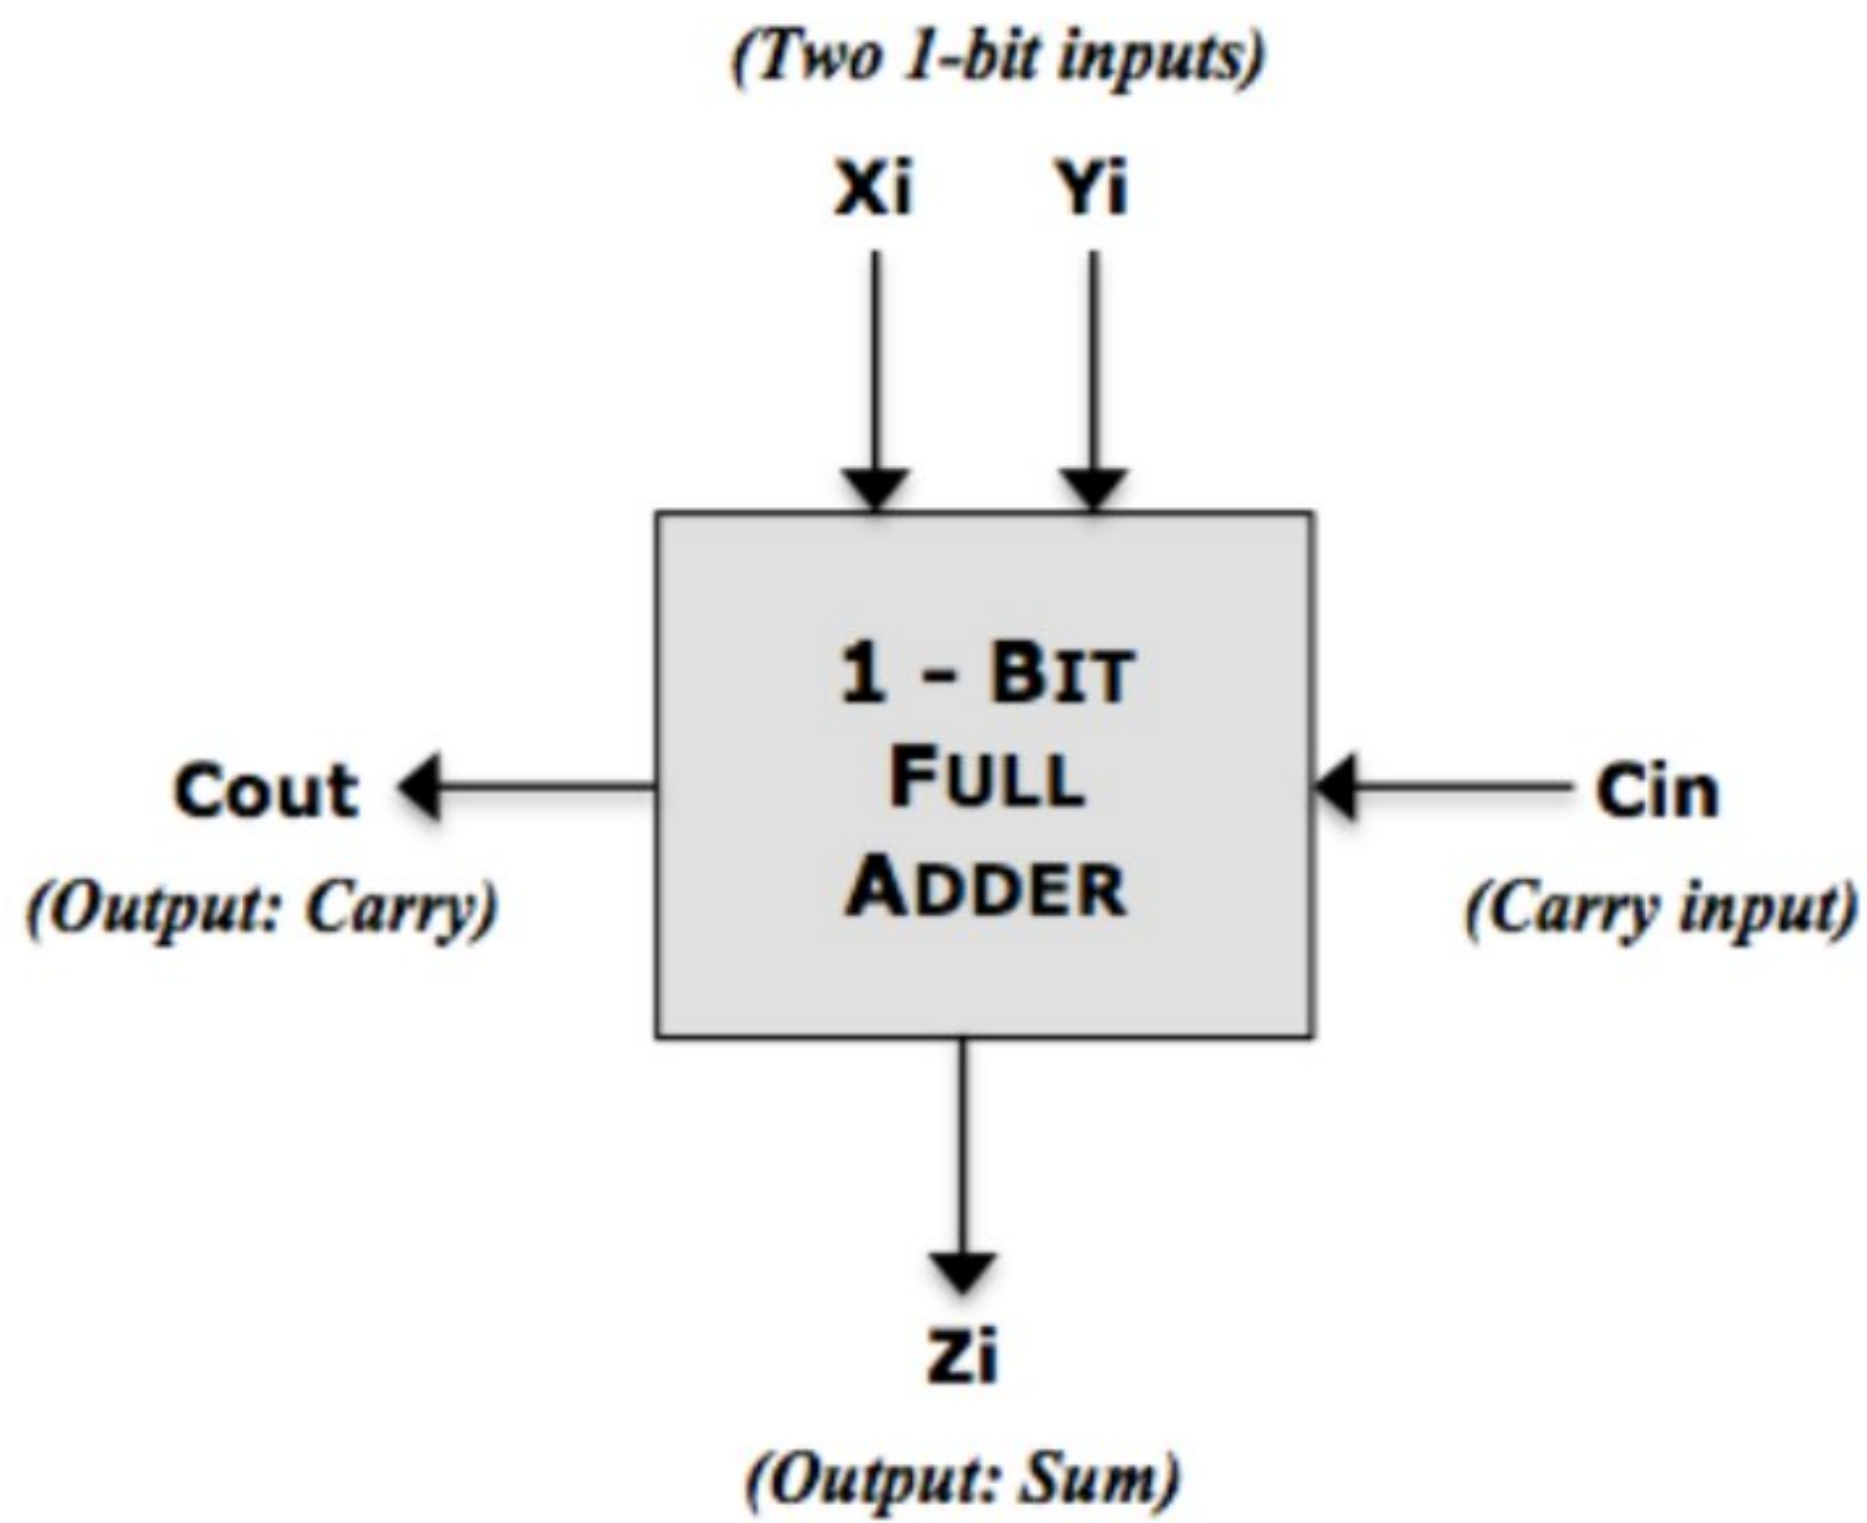 (Two 1-bit inputs)
Xi Yi
1 - BIT
FULL
ADDER
Cout
Cin
(Output: Carry)
(Carry input)
Zi
(Output: Sum)